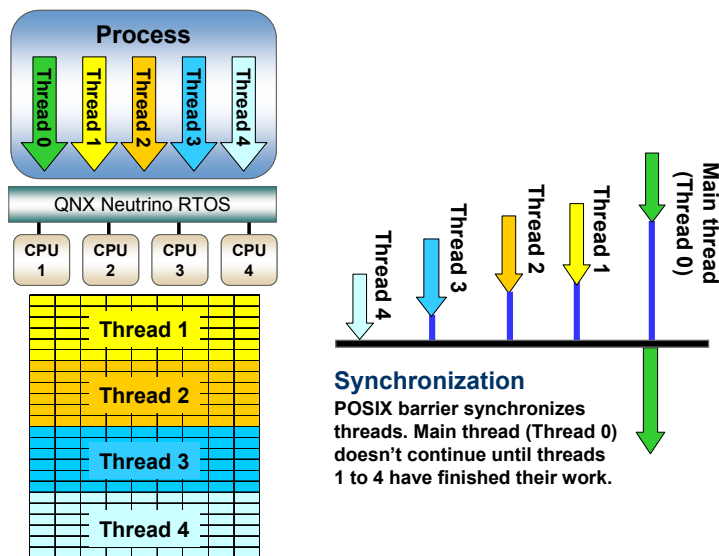 Process
Thread 0
Thread 1
Thread 2
Thread 3
Thread 4
QNX Neutrino RTOS
CPU
1
CPU
2
CPU
3
CPU
4
Thread 1
Thread 2
Thread 3
Thread 4
Thread 4
Thread 3
Thread 2
Thread 1
Main thread
(Thread 0)
Synchronization
POSIX barrier synchronizes
threads. Main thread (Thread 0)
doesn’t continue until threads
1 to 4 have finished their work.